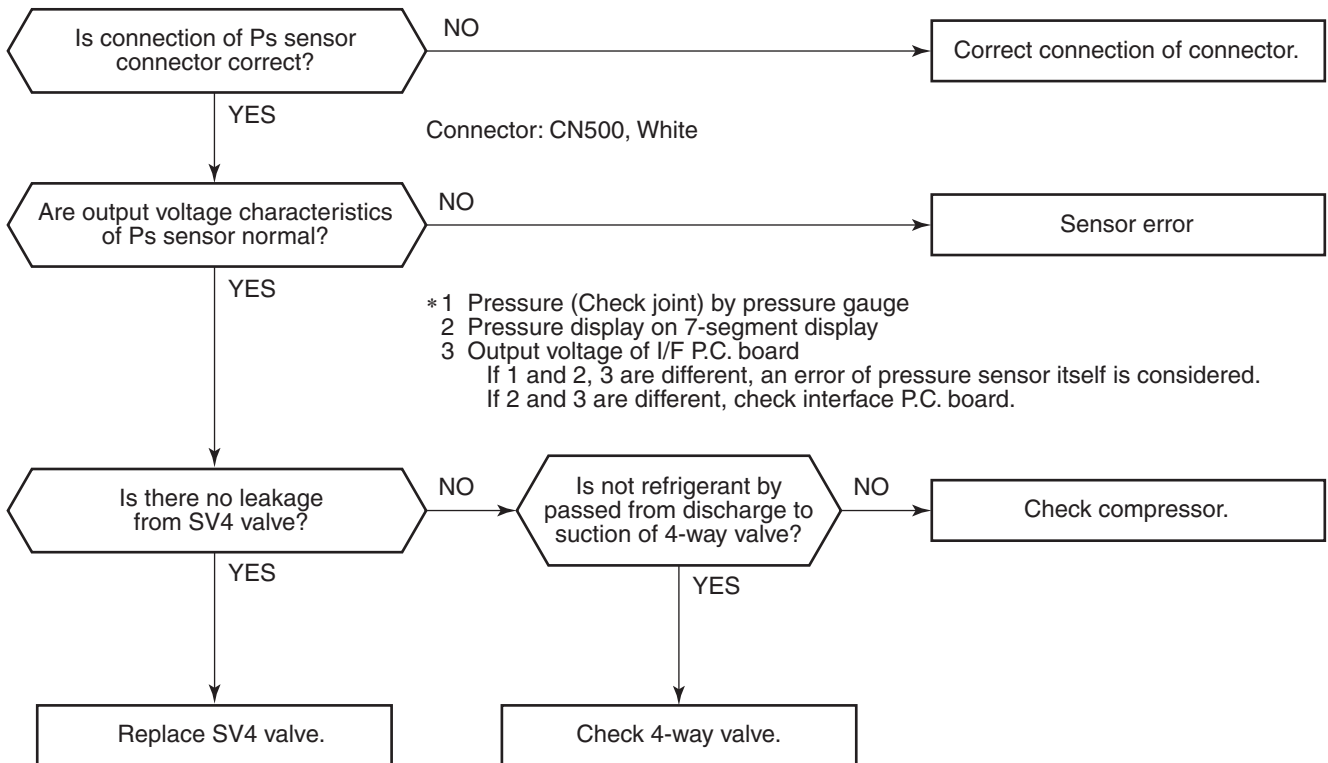 Is connection of Ps sensor
connector correct?
NO
Correct connection of connector.
YES
Connector: CN500, White
Are output voltage characteristics
of Ps sensor normal?
NO
Sensor error
YES
*1 Pressure (Check joint) by pressure gauge
2 Pressure display on 7-segment display
3 Output voltage of I/F P.C. board
If 1 and 2, 3 are different, an error of pressure sensor itself is considered.
If 2 and 3 are different, check interface P.C. board.
Is there no leakage
from SV4 valve?
NO
Is not refrigerant by
passed from discharge to
suction of 4-way valve?
NO
Check compressor.
YES
YES
Replace SV4 valve.
Check 4-way valve.